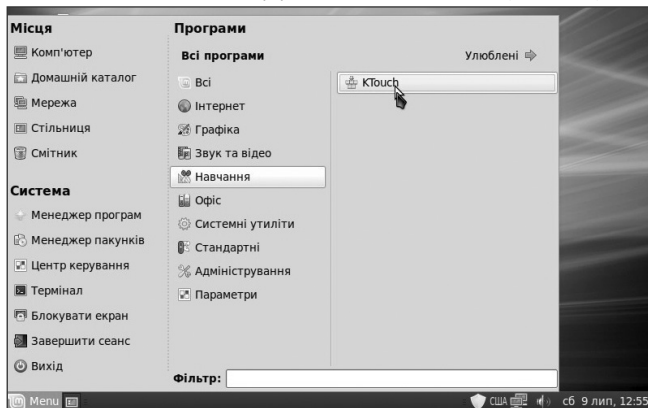 Місця
Комп'ютер
Домашній каталог
Мережа
Стільниця
Смітник
Система
Менеджер програм
Менеджер пакунків
Центр керування
Термінал
Блокувати екран
Завершити сеанс
Вихід
Програми
Всі програми
Улюблені
Всі
Інтернет
Графіка
Звук та відео
Навчання
Офіс
Системні утиліти
Стандартні
Адміністрування
Параметри
KTouch
Фільтр:
Menu
США
сб 9 лип, 12:55